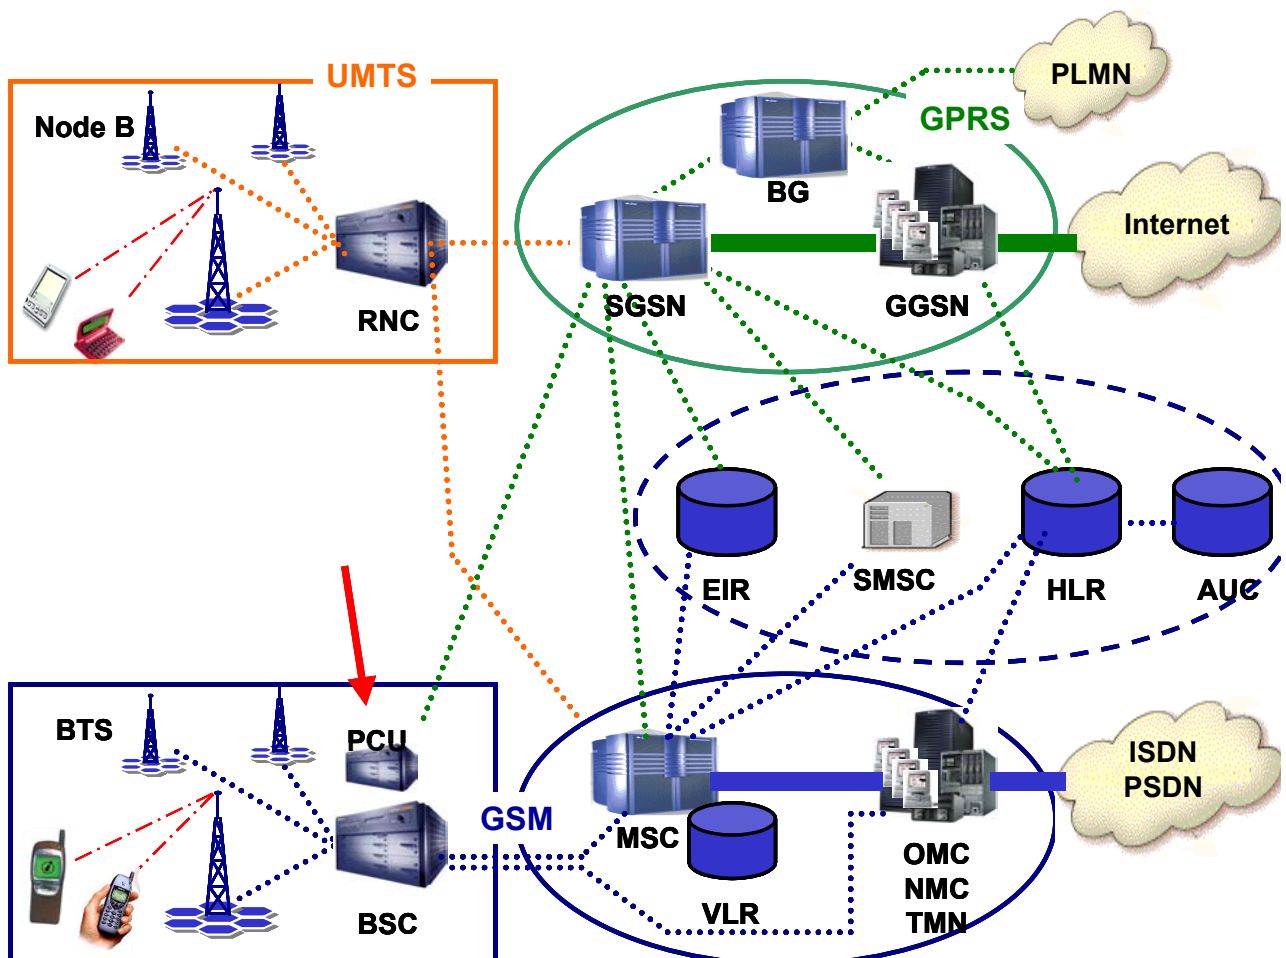 UMTS
PLMN
GPRS
Node B
BG
Internet
RNC
SGSN
GGSN
EIR
SMSC
HLR
AUC
BTS
PCU
ISDN
PSDN
GSM
MSC
OMC
NMC
TMN
VLR
BSC